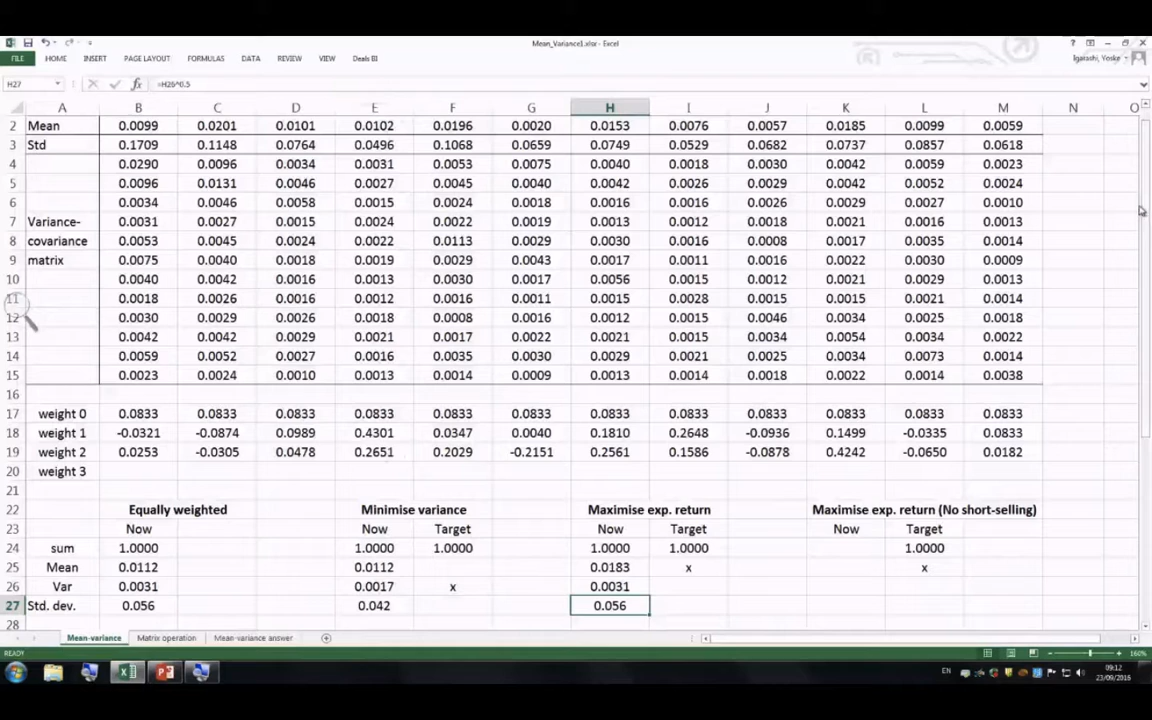 Mean_Variance1.xlsx - Excel
FILE HOME INSERT PAGE LAYOUT FORMULAS DATA REVIEW VIEW Deals BI Igarashi, Yoske
H27 fx =H26^0.5
A B C D E F G H I J K L M N O
2 Mean 0.0099 0.0201 0.0101 0.0102 0.0196 0.0020 0.0153 0.0076 0.0057 0.0185 0.0099 0.0059
3 Std 0.1709 0.1148 0.0764 0.0496 0.1068 0.0659 0.0749 0.0529 0.0682 0.0737 0.0857 0.0618
4 0.0290 0.0096 0.0034 0.0031 0.0053 0.0075 0.0040 0.0018 0.0030 0.0042 0.0059 0.0023
5 0.0096 0.0131 0.0046 0.0027 0.0045 0.0040 0.0042 0.0026 0.0029 0.0042 0.0052 0.0024
6 0.0034 0.0046 0.0058 0.0015 0.0024 0.0018 0.0016 0.0016 0.0026 0.0029 0.0027 0.0010
7 Variance- 0.0031 0.0027 0.0015 0.0024 0.0022 0.0019 0.0013 0.0012 0.0018 0.0021 0.0016 0.0013
8 covariance 0.0053 0.0045 0.0024 0.0022 0.0113 0.0029 0.0030 0.0016 0.0008 0.0017 0.0035 0.0014
9 matrix 0.0075 0.0040 0.0018 0.0019 0.0029 0.0043 0.0017 0.0011 0.0016 0.0022 0.0030 0.0009
10 0.0040 0.0042 0.0016 0.0013 0.0030 0.0017 0.0056 0.0015 0.0012 0.0021 0.0029 0.0013
11 0.0018 0.0026 0.0016 0.0012 0.0016 0.0011 0.0015 0.0028 0.0015 0.0015 0.0021 0.0014
12 0.0030 0.0029 0.0026 0.0018 0.0008 0.0016 0.0012 0.0015 0.0046 0.0034 0.0025 0.0018
13 0.0042 0.0042 0.0029 0.0021 0.0017 0.0022 0.0021 0.0015 0.0034 0.0054 0.0034 0.0022
14 0.0059 0.0052 0.0027 0.0016 0.0035 0.0030 0.0029 0.0021 0.0025 0.0034 0.0073 0.0014
15 0.0023 0.0024 0.0010 0.0013 0.0014 0.0009 0.0013 0.0014 0.0018 0.0022 0.0014 0.0038
16
17 weight 0 0.0833 0.0833 0.0833 0.0833 0.0833 0.0833 0.0833 0.0833 0.0833 0.0833 0.0833 0.0833
18 weight 1 -0.0321 -0.0874 0.0989 0.4301 0.0347 0.0040 0.1810 0.2648 -0.0936 0.1499 -0.0335 0.0833
19 weight 2 0.0253 -0.0305 0.0478 0.2651 0.2029 -0.2151 0.2561 0.1586 -0.0878 0.4242 -0.0650 0.0182
20 weight 3
21
22 Equally weighted Minimise variance Maximise exp. return Maximise exp. return (No short-selling)
23 Now Now Target Now Target Now Target
24 sum 1.0000 1.0000 1.0000 1.0000 1.0000 1.0000
25 Mean 0.0112 0.0112 0.0183 x x
26 Var 0.0031 0.0017 x 0.0031
27 Std. dev. 0.056 0.042 0.056
28
Mean-variance Matrix operation Mean-variance answer
READY 160%
EN 09:12
23/09/2016